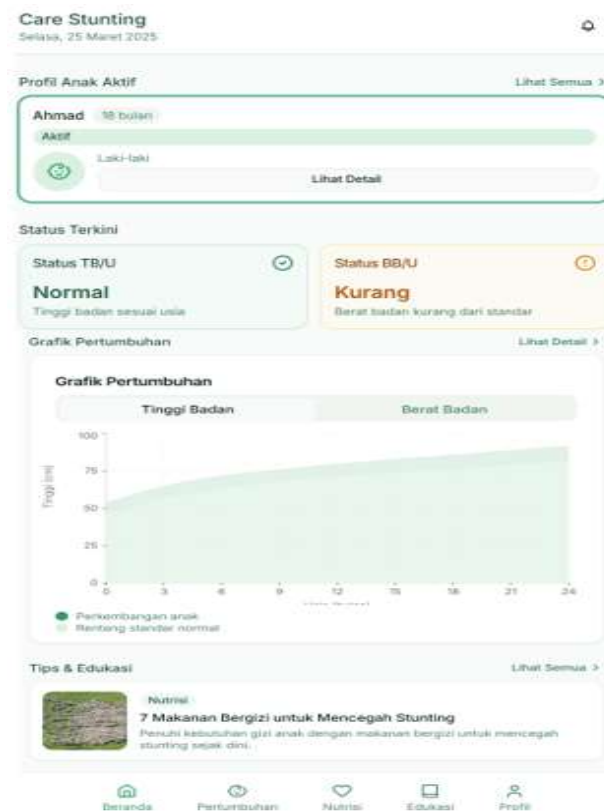 Care Stunting
Selasa, 25 Maret 2025
Profil Anak Aktif
Lihat Semua >
Ahmad 18 bulan
Aktif
Laki-laki
Lihat Detail
Status Terkini
Status TB/U
Normal
Tinggi badan sesuai usia
Status BB/U
Kurang
Berat badan kurang dari standar
Grafik Pertumbuhan
Lihat Detail >
Grafik Pertumbuhan
Tinggi Badan
Berat Badan
Tinggi (cm)
100
75
50
25
0
0 3 6 9 12 15 18 21 24
Perkembangan anak
Rentang standar normal
Tips & Edukasi
Lihat Semua >
Nutrisi
7 Makanan Bergizi untuk Mencegah Stunting
Penuhi kebutuhan gizi anak dengan makanan bergizi untuk mencegah
stunting sejak dini.
Beranda
Pertumbuhan
Nutrisi
Edukasi
Profil